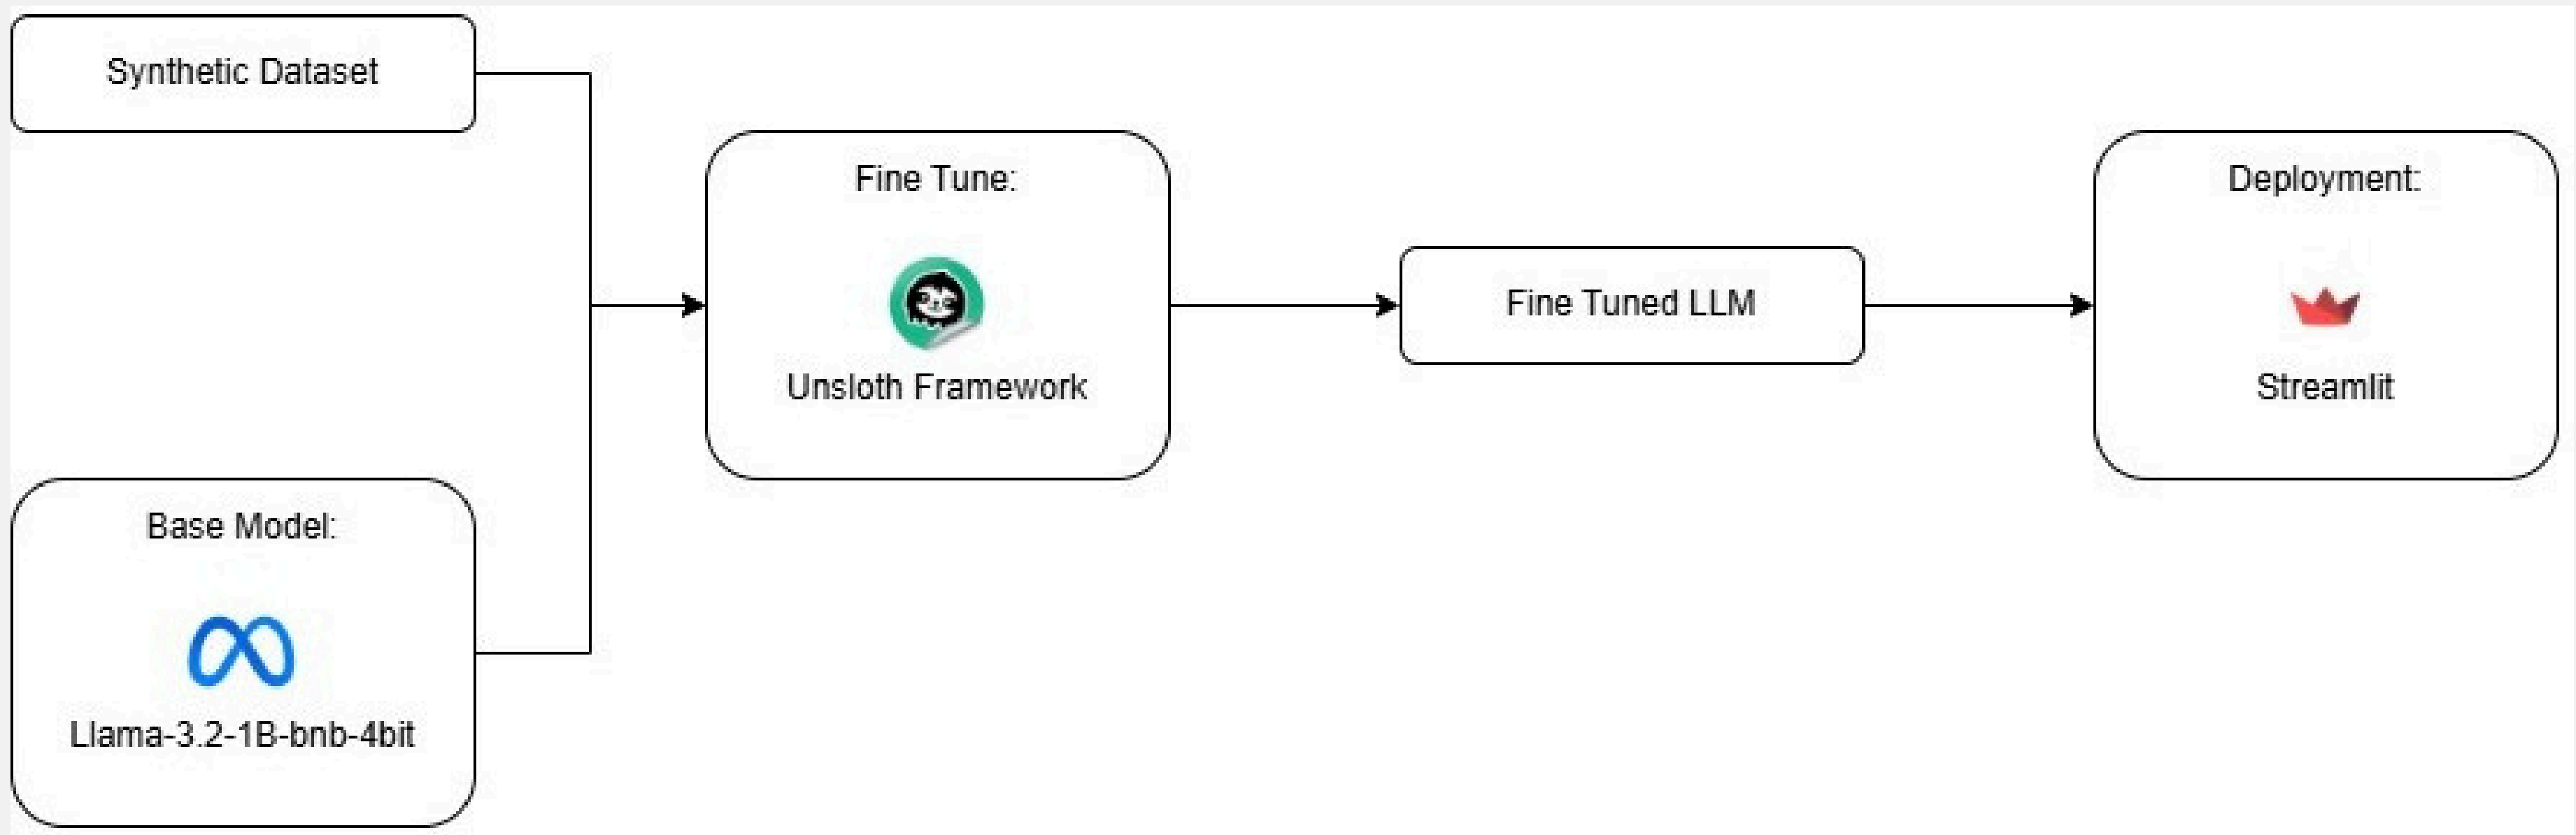 Synthetic Dataset
Base Model:
Llama-3.2-1B-bnb-4bit
Fine Tune:
Unsloth Framework
Fine Tuned LLM
Deployment:
Streamlit